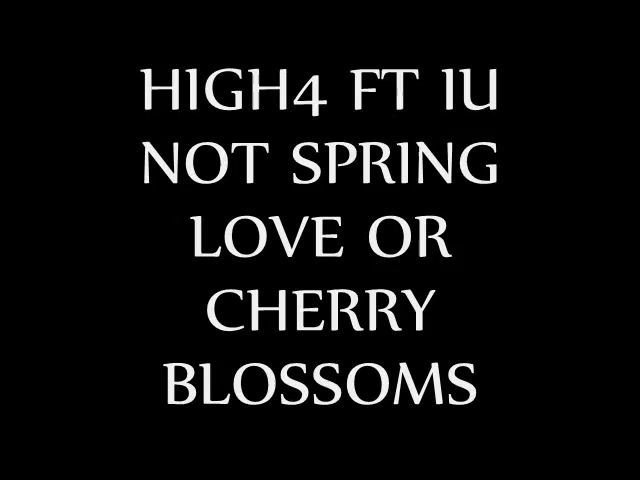 HIGH4 FT IU
NOT SPRING
LOVE OR
CHERRY
BLOSSOMS